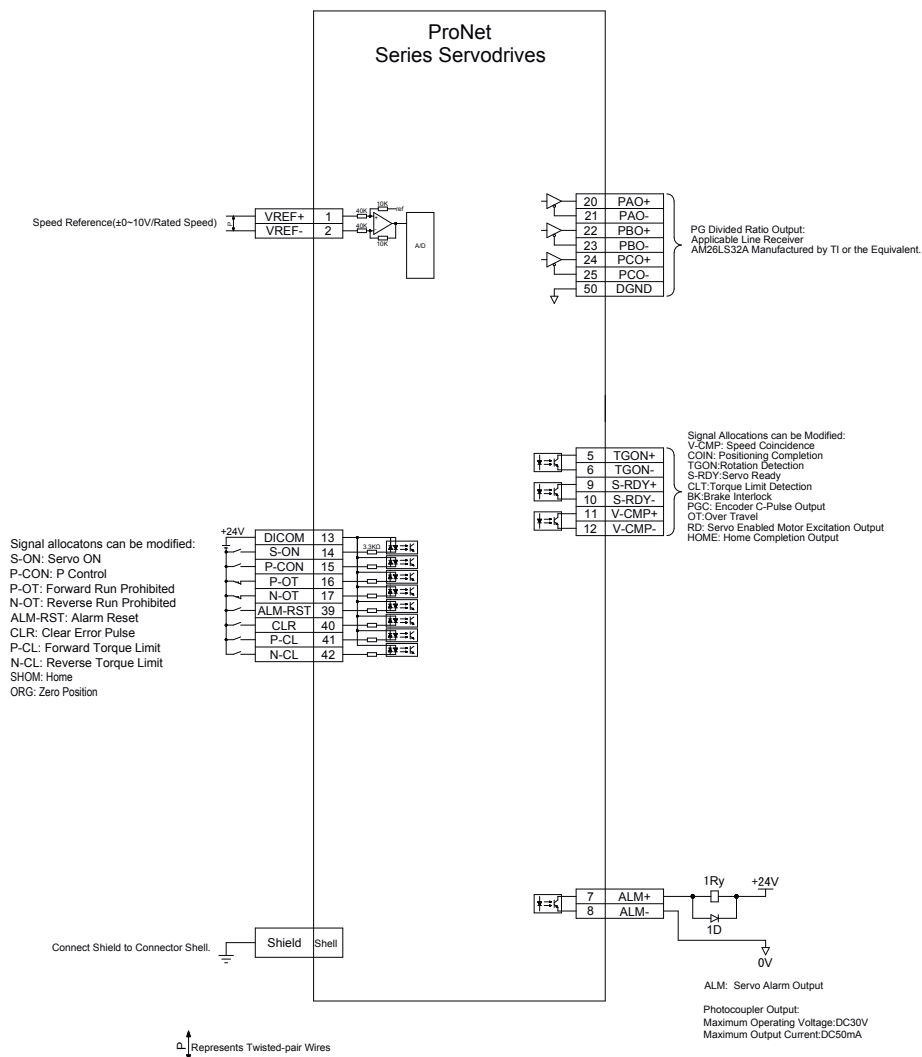 ProNet
Series Servodrives
Speed Reference(±0~10V/Rated Speed)
P
VREF+ 1
VREF- 2
40K
40K
10K
ref
10K
A/D
20 PAO+
21 PAO-
22 PBO+
23 PBO-
24 PCO+
25 PCO-
50 DGND
PG Divided Ratio Output:
Applicable Line Receiver
AM26LS32A Manufactured by TI or the Equivalent.
5 TGON+
6 TGON-
9 S-RDY+
10 S-RDY-
11 V-CMP+
12 V-CMP-
Signal Allocations can be Modified:
V-CMP: Speed Coincidence
COIN: Positioning Completion
TGON:Rotation Detection
S-RDY:Servo Ready
CLT:Torque Limit Detection
BK:Brake Interlock
PGC: Encoder C-Pulse Output
OT:Over Travel
RD: Servo Enabled Motor Excitation Output
HOME: Home Completion Output
Signal allocatons can be modified:
S-ON: Servo ON
P-CON: P Control
P-OT: Forward Run Prohibited
N-OT: Reverse Run Prohibited
ALM-RST: Alarm Reset
CLR: Clear Error Pulse
P-CL: Forward Torque Limit
N-CL: Reverse Torque Limit
SHOM: Home
ORG: Zero Position
+24V
DICOM 13
S-ON 14
P-CON 15
P-OT 16
N-OT 17
ALM-RST 39
CLR 40
P-CL 41
N-CL 42
3.3KΩ
7 ALM+
8 ALM-
1Ry
+24V
1D
0V
ALM: Servo Alarm Output
Photocoupler Output:
Maximum Operating Voltage:DC30V
Maximum Output Current:DC50mA
Connect Shield to Connector Shell.
Shield Shell
P Represents Twisted-pair Wires